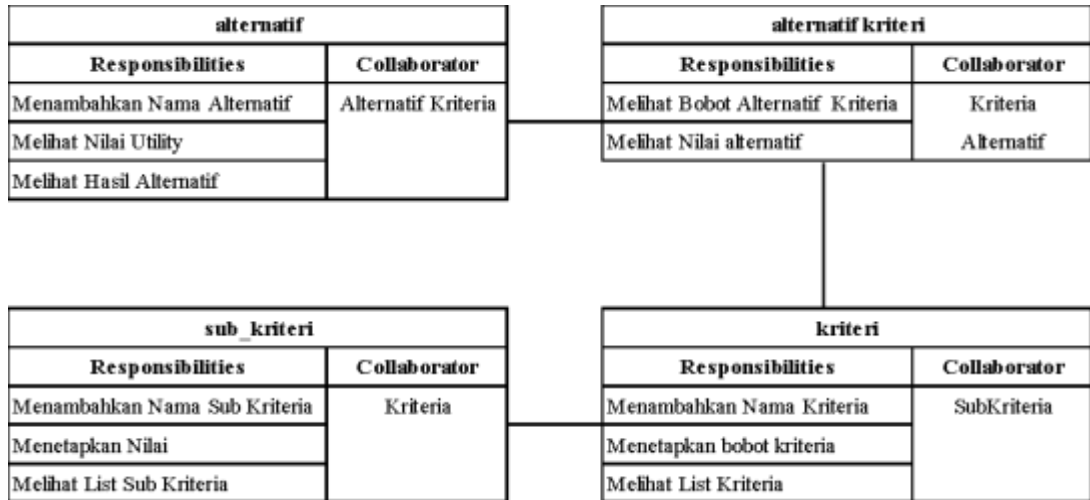 alternatif
Responsibilities Collaborator
Menambahkan Nama Alternatif Alternatif Kriteria
Melihat Nilai Utility
Melihat Hasil Alternatif
alternatif kriteri
Responsibilities Collaborator
Melihat Bobot Alternatif Kriteria Kriteria
Melihat Nilai alternatif Alternatif
sub_kriteri
Responsibilities Collaborator
Menambahkan Nama Sub Kriteria Kriteria
Menetapkan Nilai
Melihat List Sub Kriteria
kriteri
Responsibilities Collaborator
Menambahkan Nama Kriteria SubKriteria
Menetapkan bobot kriteria
Melihat List Kriteria